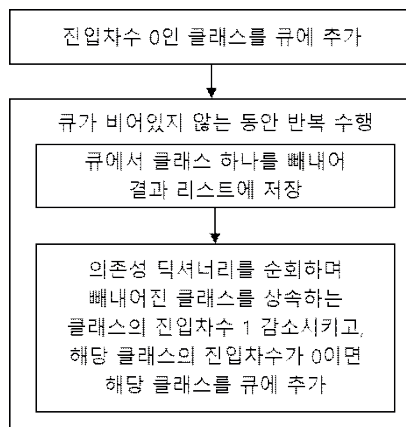 진입차수 0인 클래스를 큐에 추가
큐가 비어있지 않는 동안 반복 수행
큐에서 클래스 하나를 빼내어
결과 리스트에 저장
의존성 딕셔너리를 순회하며
빼내어진 클래스를 상속하는
클래스의 진입차수 1 감소시키고,
해당 클래스의 진입차수가 0이면
해당 클래스를 큐에 추가